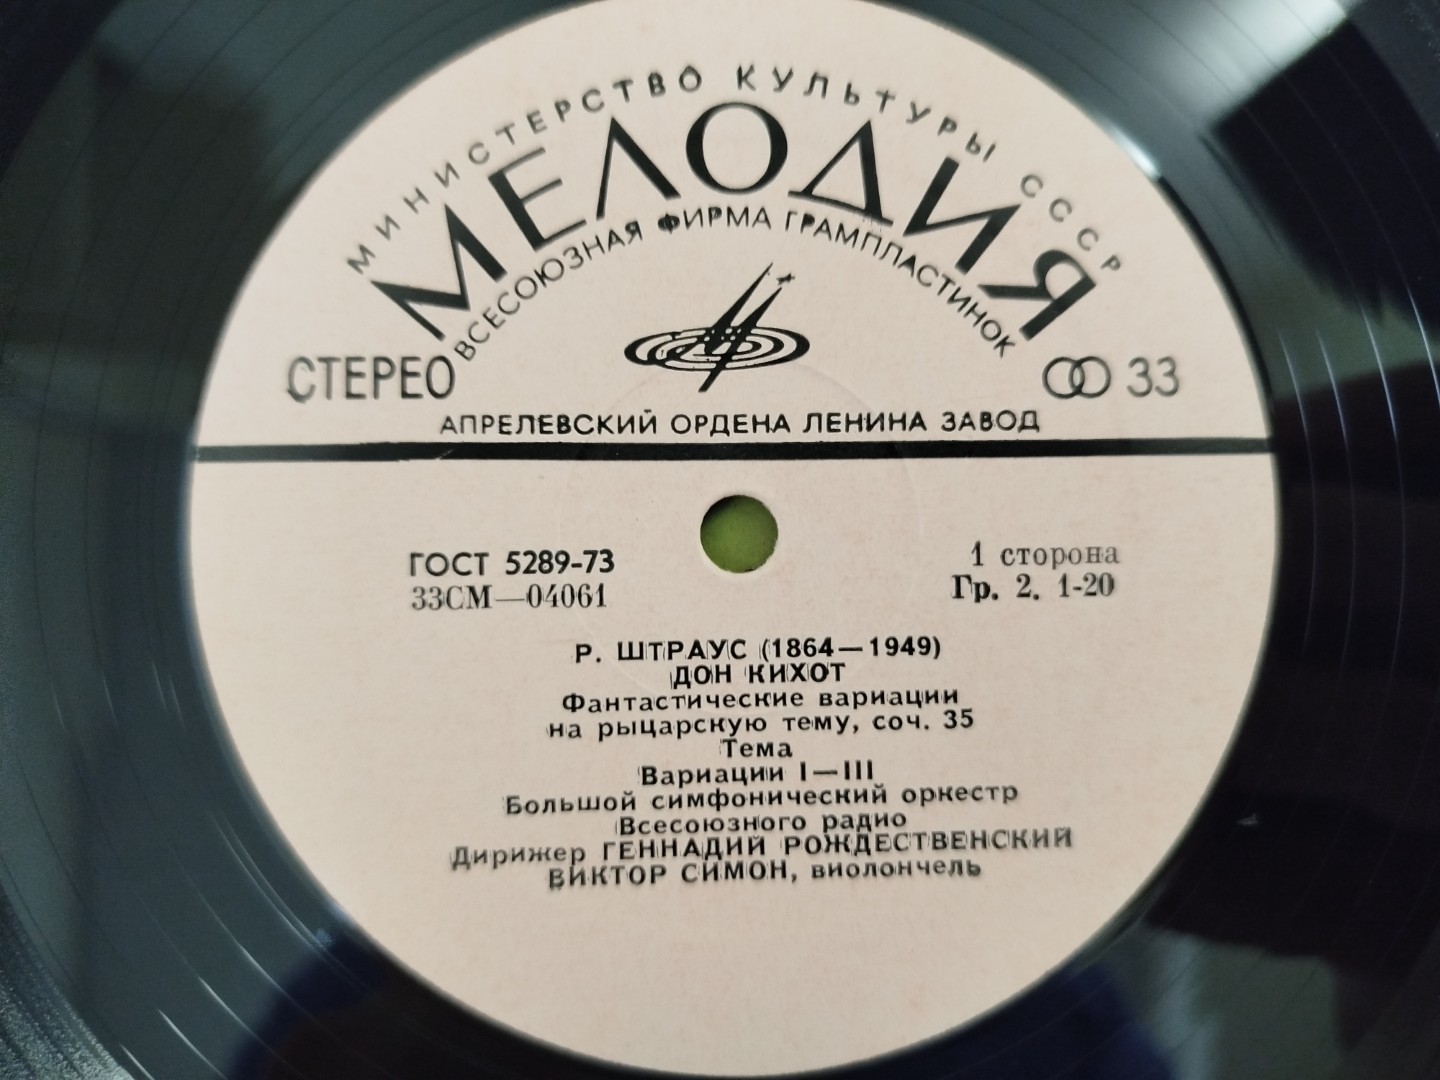 МИНИСТЕРСТВО КУЛЬТУРЫ СССР
МЕЛОДИЯ
ВСЕСОЮЗНАЯ ФИРМА ГРАМПЛАСТИНОК
СТЕРЕО 33
АПРЕЛЕВСКИЙ ОРДЕНА ЛЕНИНА ЗАВОД
ГОСТ 5289-73
33СМ—04061
1 сторона
Гр. 2. 1-20
Р. ШТРАУС (1864—1949)
ДОН КИХОТ
Фантастические вариации
на рыцарскую тему, соч. 35
Тема
Вариации I—III
Большой симфонический оркестр
Всесоюзного радио
Дирижер ГЕННАДИЙ РОЖДЕСТВЕНСКИЙ
ВИКТОР СИМОН, виолончель